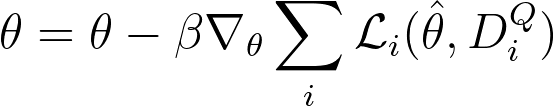 θ = θ − β∇_θ ∑_i ℒ_i(θ̂, D_i^Q)